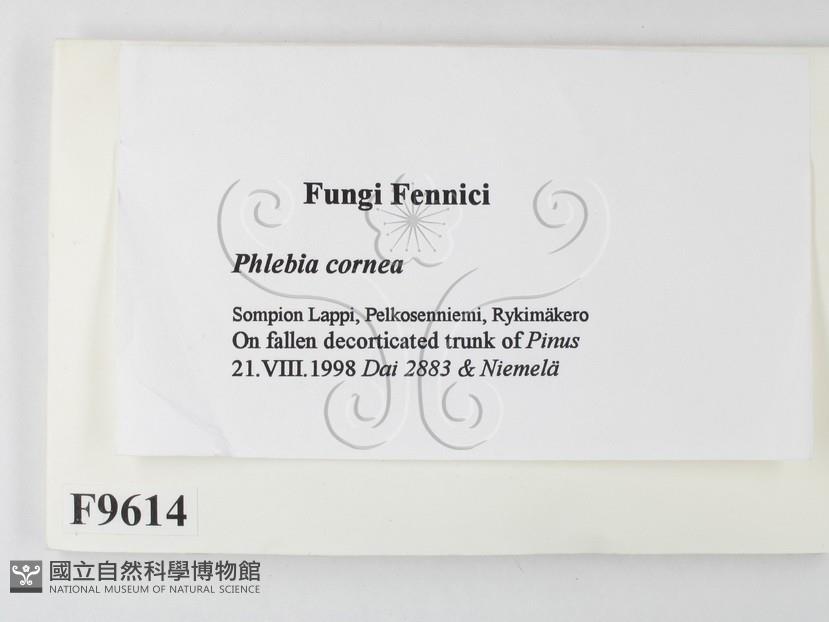 Fungi Fennici
Phlebia cornea
Sompion Lappi, Pelkosenniemi, Rykimäkero
On fallen decorticated trunk of Pinus
21.VIII.1998 Dai 2883 & Niemelä
F9614
國立自然科學博物館
NATIONAL MUSEUM OF NATURAL SCIENCE